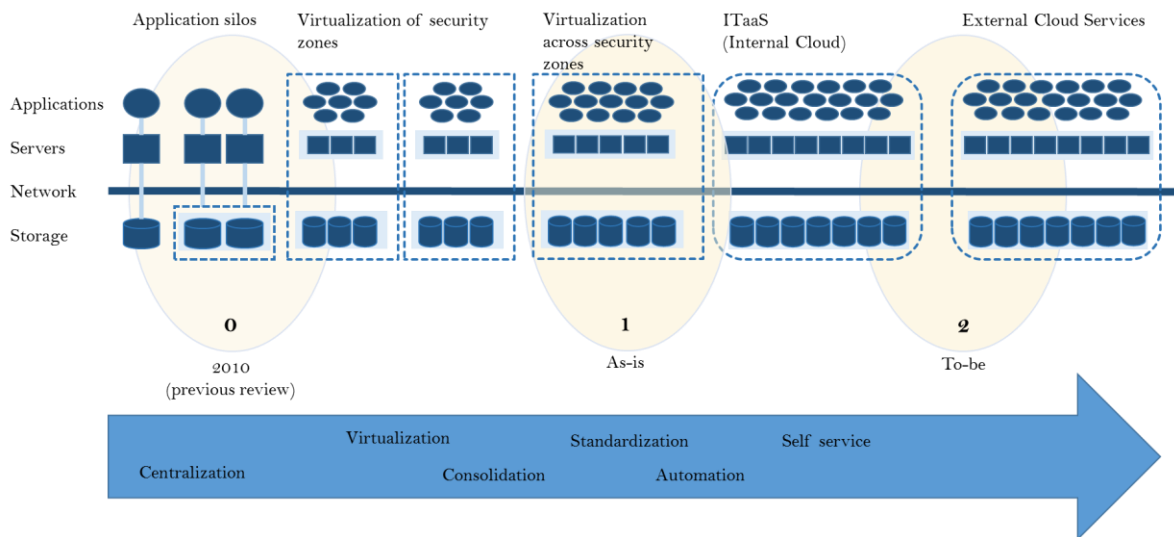 Application silos
Virtualization of security
zones
Virtualization
across security
zones
ITaaS
(Internal Cloud)
External Cloud Services
Applications
Servers
Network
Storage
0
1
2
2010
(previous review)
As-is
To-be
Virtualization
Standardization
Self service
Centralization
Consolidation
Automation